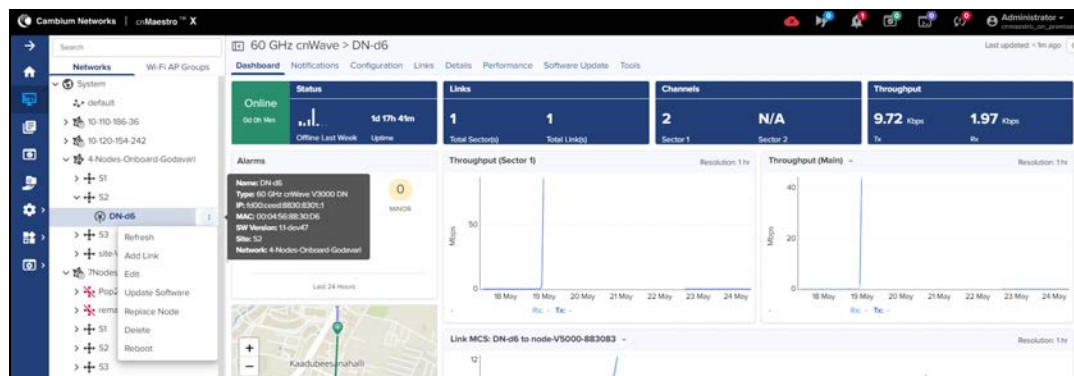 Cambium Networks | cnMaestro™ X
Administrator
Search
Networks Wi-Fi AP Groups
System
default
10-110-186-36
10-120-154-242
4-Nodes-Onboard-Godavari
S1
S2
DN-d6
S3
site-
7Nodes
Pop2
rema
S1
S2
S3
Refresh
Add Link
Edit
Update Software
Replace Node
Delete
Reboot
60 GHz cnWave > DN-d6
Last updated: < 1m ago
Dashboard Notifications Configuration Links Details Performance Software Update Tools
Online
0d 0h 14m
Status
1d 17h 41m
Offline Last Week Uptime
Links
1 1
Total Sector(s) Total Link(s)
Channels
2 N/A
Sector 1 Sector 2
Throughput
9.72 Kbps 1.97 Kbps
Tx Rx
Alarms
Name: DN-d6
Type: 60 GHz cnWave V3000 DN
MAC: 00:04:56:88:30:D6
SW Version: 1.1-dev47
Site: S2
Network: 4-Nodes-Onboard-Godavari
0
MINOR
Last 24 Hours
Throughput (Sector 1) Resolution: 1 hr
Mbps
50
0
18 May 19 May 20 May 21 May 22 May 23 May 24 May
Rx: - Tx: -
Throughput (Main) Resolution: 1 hr
Mbps
40
20
0
18 May 19 May 20 May 21 May 22 May 23 May 24 May
Rx: - Tx: -
+
−
Kaadubeesanahalli
Link MCS: DN-d6 to node-V5000-883083 Resolution: 1 hr
12